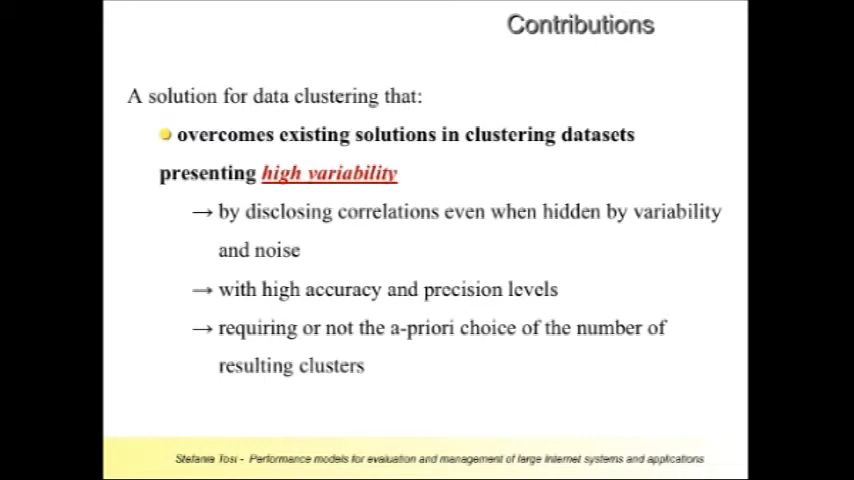 Contributions
A solution for data clustering that:
overcomes existing solutions in clustering datasets
presenting high variability
→ by disclosing correlations even when hidden by variability
and noise
→ with high accuracy and precision levels
→ requiring or not the a-priori choice of the number of
resulting clusters
Stefania Tosi - Performance models for evaluation and management of large Internet systems and applications